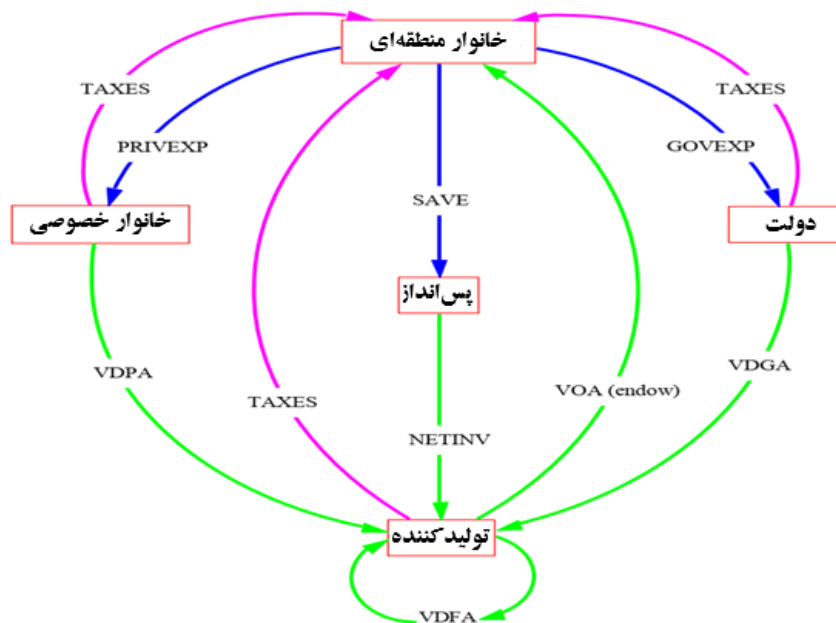 خانوار منطقه‌ای
TAXES
TAXES
PRIVEXP
GOVEXP
SAVE
خانوار خصوصی
دولت
پس‌انداز
VDPA
VDGA
TAXES
VOA (endow)
NETINV
تولیدکننده
VDFA